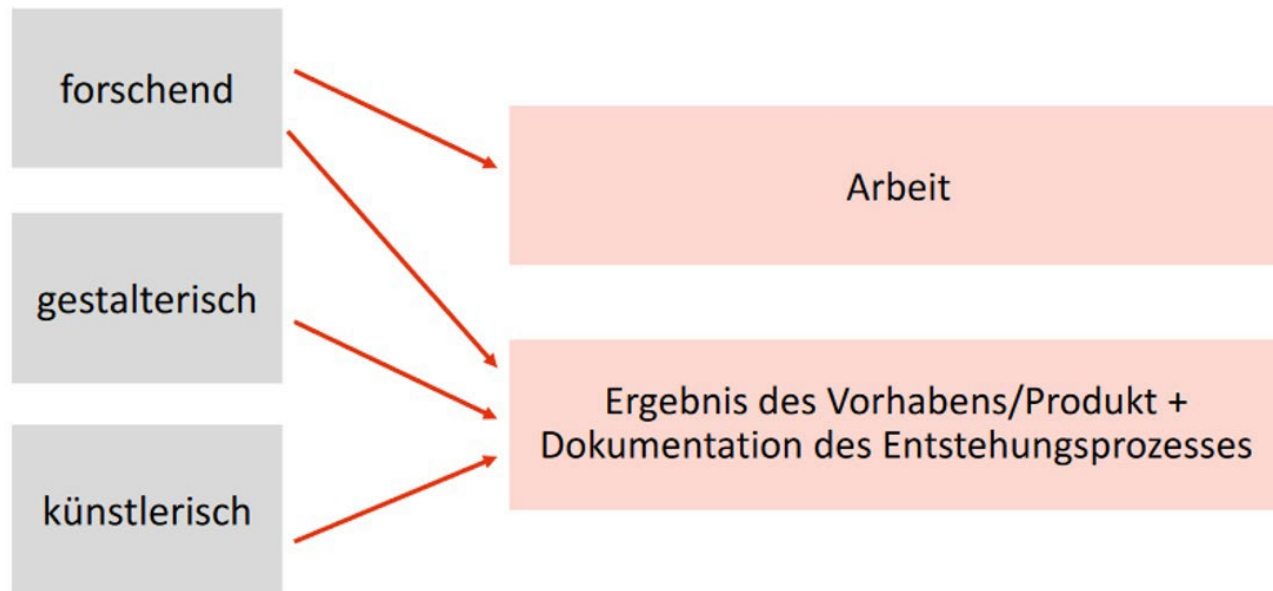 forschend
gestalterisch
künstlerisch
Arbeit
Ergebnis des Vorhabens/Produkt +
Dokumentation des Entstehungsprozesses